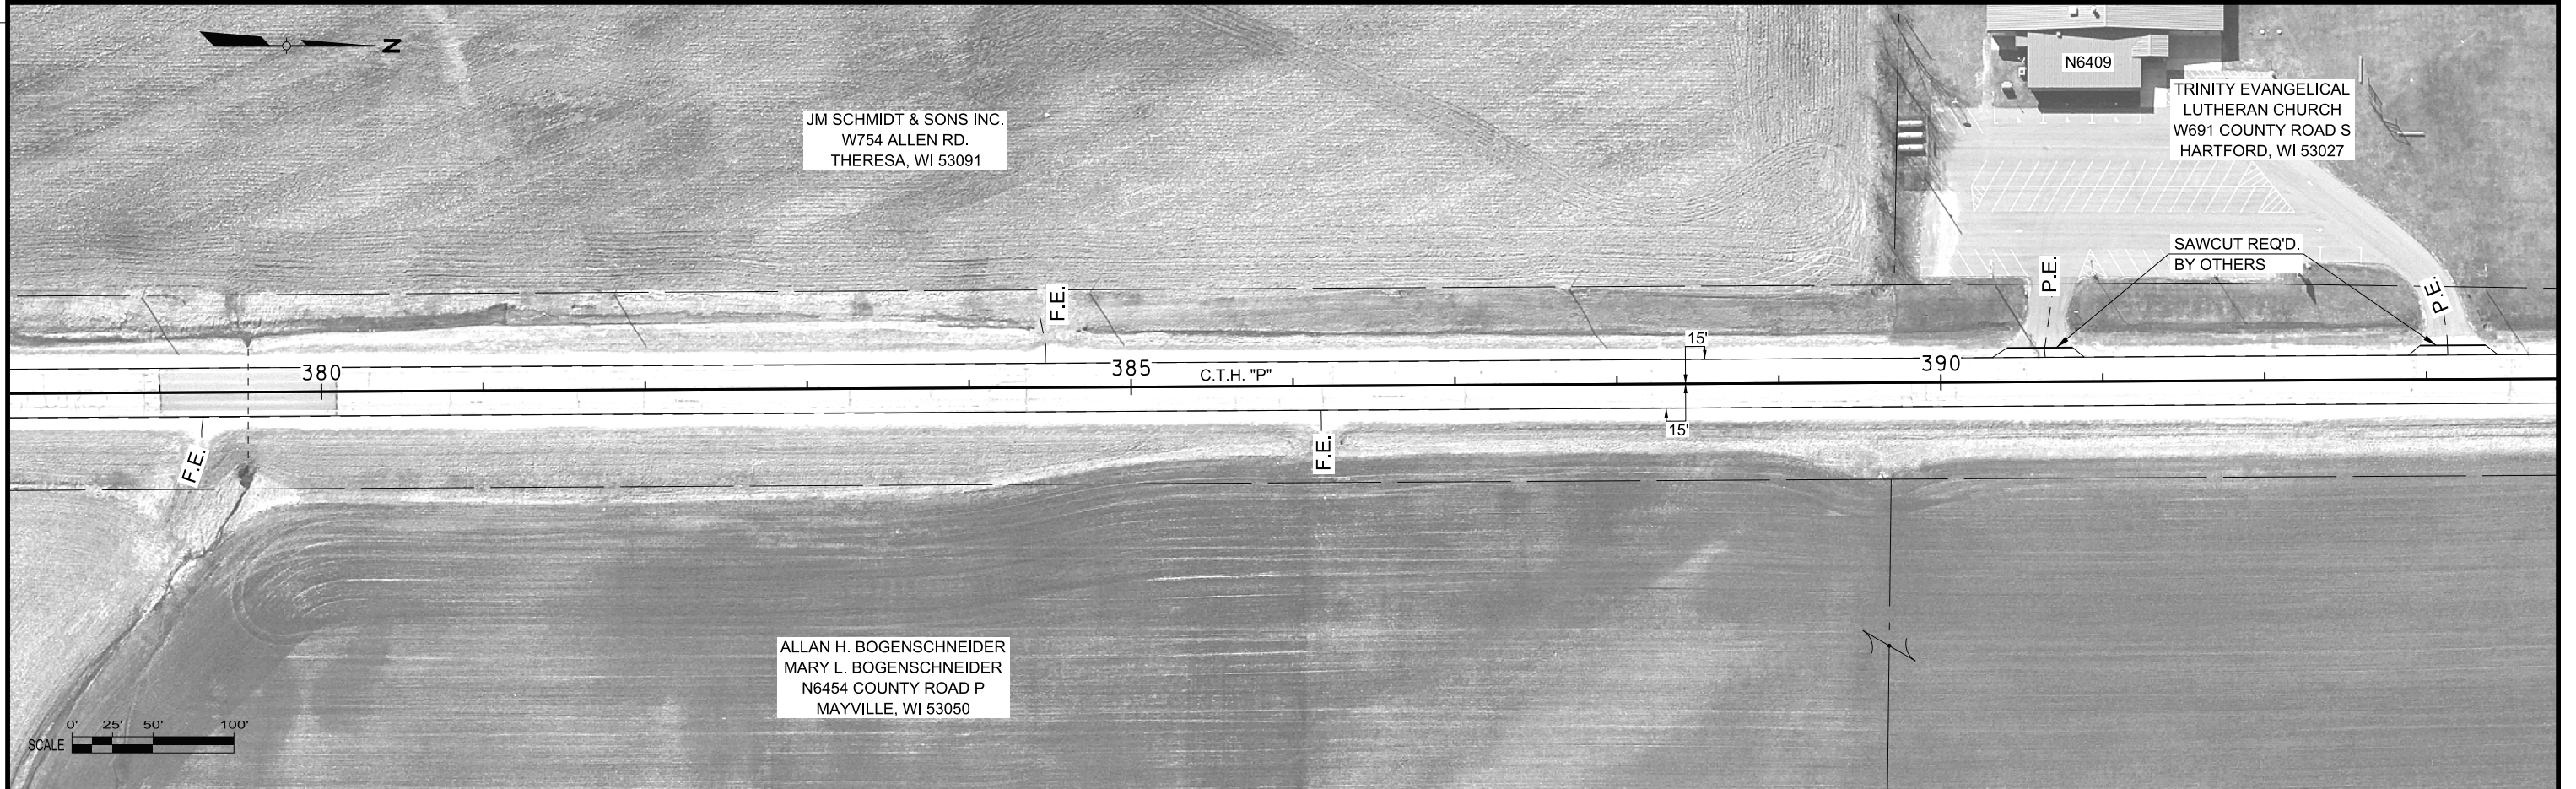 N
N6409
JM SCHMIDT & SONS INC.
W754 ALLEN RD.
THERESA, WI 53091
TRINITY EVANGELICAL
LUTHERAN CHURCH
W691 COUNTY ROAD S
HARTFORD, WI 53027
SAWCUT REQ'D.
BY OTHERS
F.E.
P.E.
P.E.
15'
380
385
C.T.H. "P"
390
15'
F.E.
F.E.
ALLAN H. BOGENSCHNEIDER
MARY L. BOGENSCHNEIDER
N6454 COUNTY ROAD P
MAYVILLE, WI 53050
0' 25' 50' 100'
SCALE